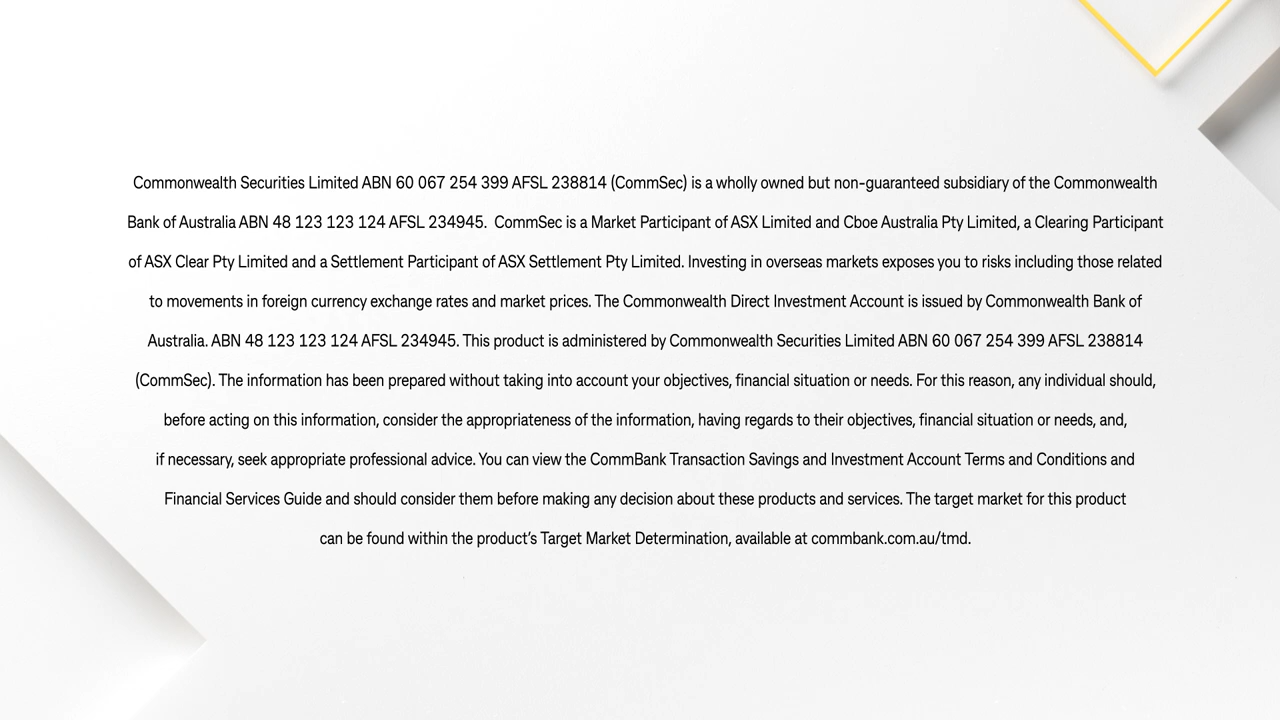 Commonwealth Securities Limited ABN 60 067 254 399 AFSL 238814 (CommSec) is a wholly owned but non-guaranteed subsidiary of the Commonwealth
Bank of Australia ABN 48 123 123 124 AFSL 234945.  CommSec is a Market Participant of ASX Limited and Cboe Australia Pty Limited, a Clearing Participant
of ASX Clear Pty Limited and a Settlement Participant of ASX Settlement Pty Limited. Investing in overseas markets exposes you to risks including those related
to movements in foreign currency exchange rates and market prices. The Commonwealth Direct Investment Account is issued by Commonwealth Bank of
Australia. ABN 48 123 123 124 AFSL 234945. This product is administered by Commonwealth Securities Limited ABN 60 067 254 399 AFSL 238814
(CommSec). The information has been prepared without taking into account your objectives, financial situation or needs. For this reason, any individual should,
before acting on this information, consider the appropriateness of the information, having regards to their objectives, financial situation or needs, and,
if necessary, seek appropriate professional advice. You can view the CommBank Transaction Savings and Investment Account Terms and Conditions and
Financial Services Guide and should consider them before making any decision about these products and services. The target market for this product
can be found within the product’s Target Market Determination, available at commbank.com.au/tmd.